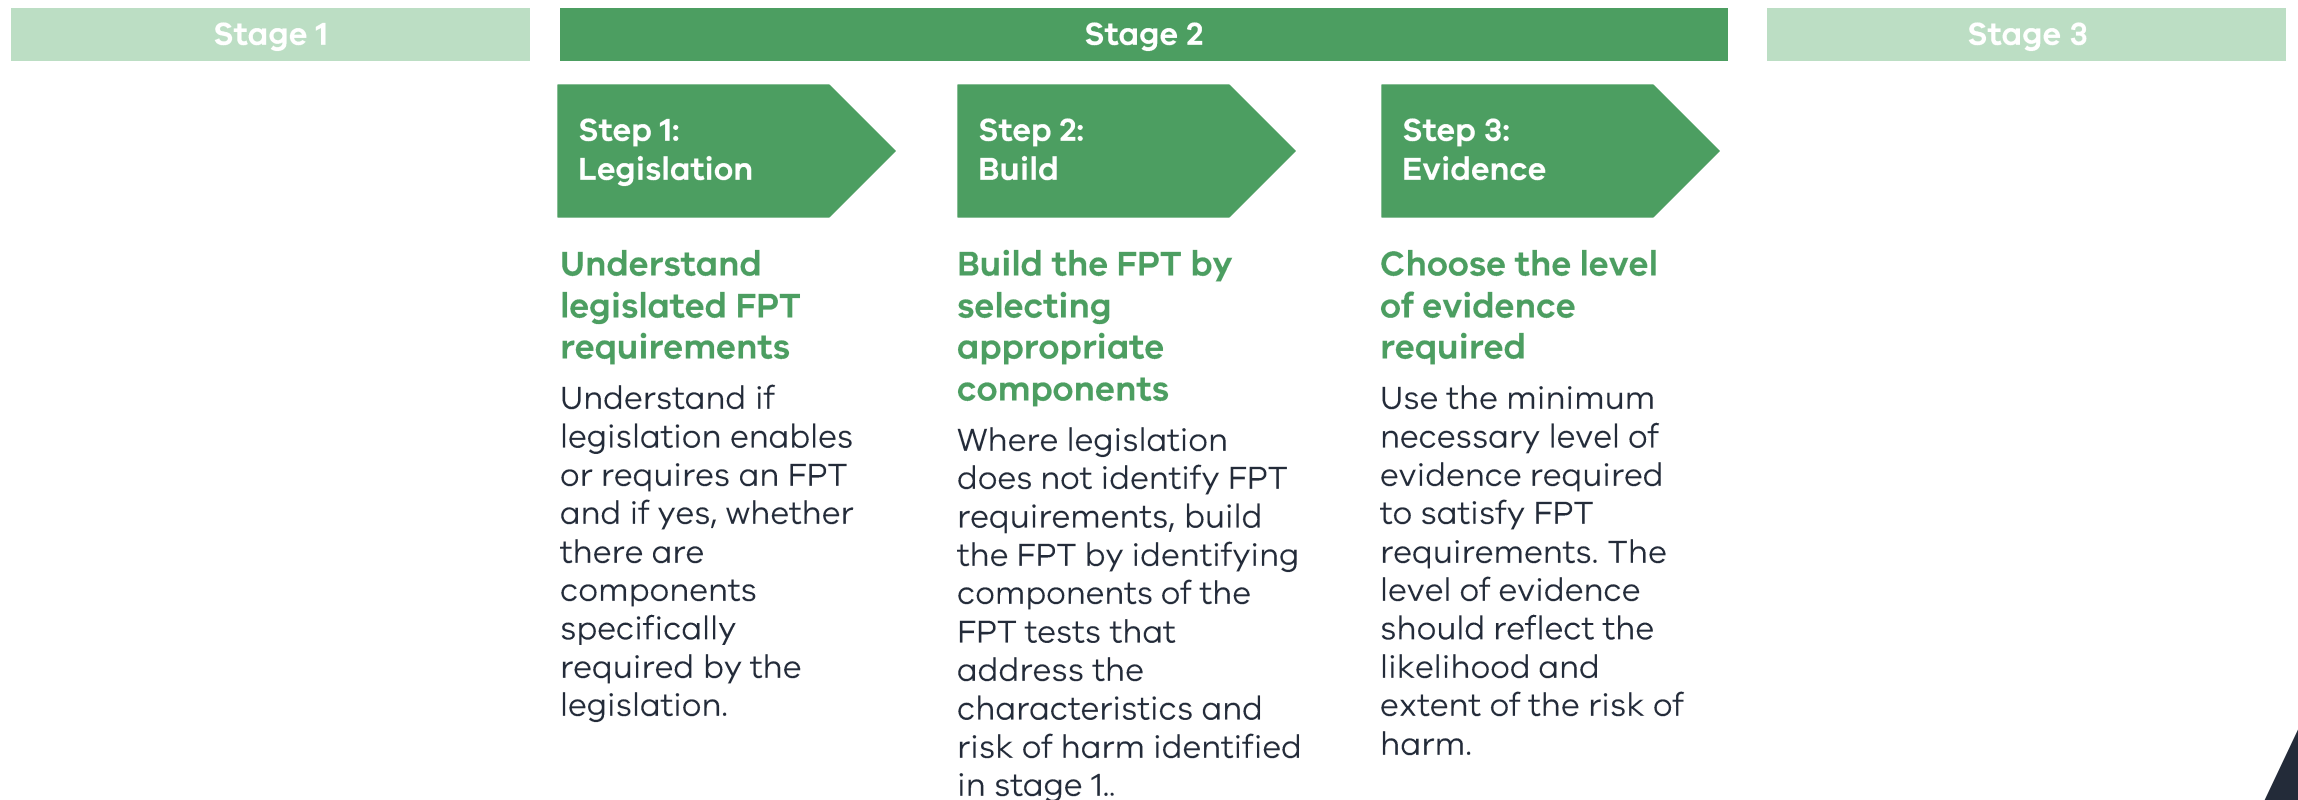 Stage 1
Stage 2
Stage 3
Step 1:
Legislation
Understand
legislated FPT
requirements
Understand if
legislation enables
or requires an FPT
and if yes, whether
there are
components
specifically
required by the
legislation.
Step 2:
Build
Build the FPT by
selecting
appropriate
components
Where legislation
does not identify FPT
requirements, build
the FPT by identifying
components of the
FPT tests that
address the
characteristics and
risk of harm identified
in stage 1..
Step 3:
Evidence
Choose the level
of evidence
required
Use the minimum
necessary level of
evidence required
to satisfy FPT
requirements. The
level of evidence
should reflect the
likelihood and
extent of the risk of
harm.